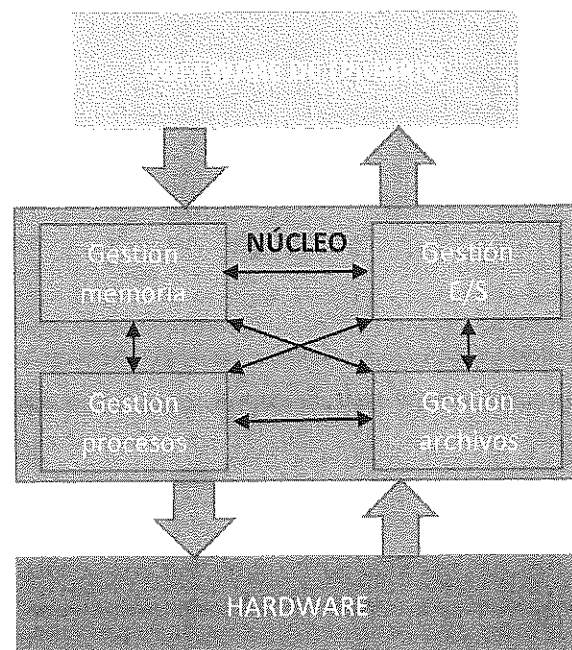 NÚCLEO
Gestión
memoria
Gestión
E/S
Gestión
procesos
Gestión
archivos
HARDWARE